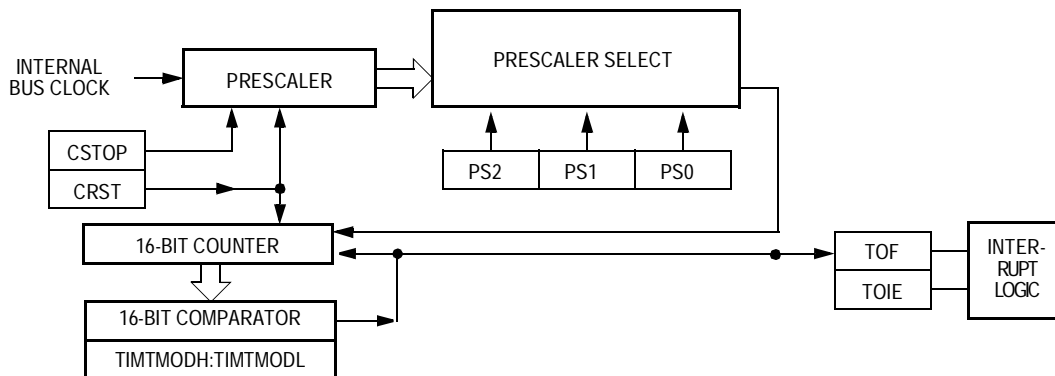 INTERNAL
BUS CLOCK
PRESCALER
PRESCALER SELECT
CSTOP
CRST
PS2
PS1
PS0
16-BIT COUNTER
16-BIT COMPARATOR
TIMTMODH:TIMTMODL
TOF
TOIE
INTER-
RUPT
LOGIC